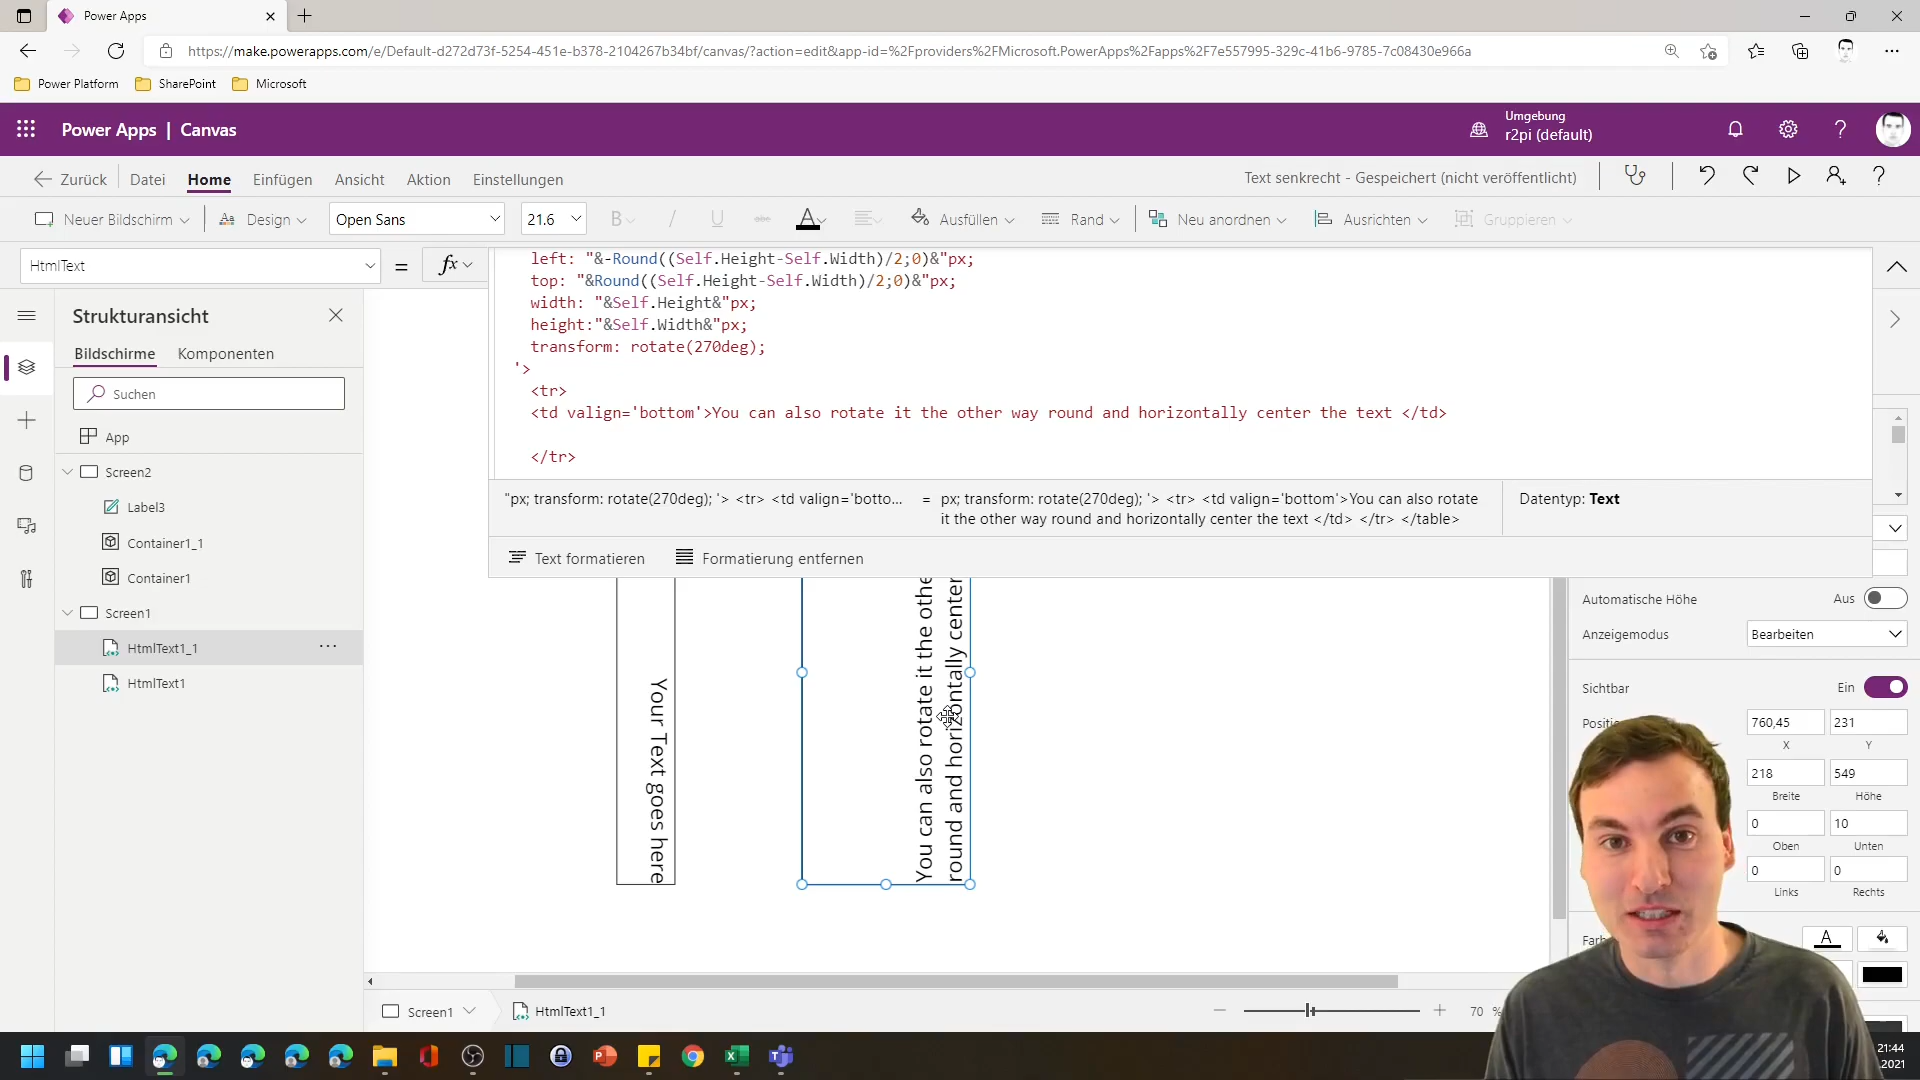 Power Apps
https://make.powerapps.com/e/Default-d272d73f-5254-451e-b378-2104267b34bf/canvas/?action=edit&app-id=%2Fproviders%2FMicrosoft.PowerApps%2Fapps%2F7e557995-329c-41b6-9785-7c08430e966a
Power Platform SharePoint Microsoft
Power Apps | Canvas
Umgebung
r2pi (default)
Zurück Datei Home Einfügen Ansicht Aktion Einstellungen
Text senkrecht - Gespeichert (nicht veröffentlicht)
Neuer Bildschirm Design Open Sans 21.6 B / U abc A Ausfüllen Rand Neu anordnen Ausrichten Gruppieren
HtmlText = fx
left: "&-Round((Self.Height-Self.Width)/2;0)&"px;
top: "&Round((Self.Height-Self.Width)/2;0)&"px;
width: "&Self.Height&"px;
height:"&Self.Width&"px;
transform: rotate(270deg);
'>
<tr>
<td valign='bottom'>You can also rotate it the other way round and horizontally center the text </td>
</tr>
"px; transform: rotate(270deg); '> <tr> <td valign='botto... = px; transform: rotate(270deg); '> <tr> <td valign='bottom'>You can also rotate
it the other way round and horizontally center the text </td> </tr> </table>
Datentyp: Text
Text formatieren Formatierung entfernen
Strukturansicht
Bildschirme Komponenten
Suchen
App
Screen2
Label3
Container1_1
Container1
Screen1
HtmlText1_1 ...
HtmlText1
Your Text goes here
You can also rotate it the othe
round and horizontally center
Automatische Höhe Aus
Anzeigemodus Bearbeiten
Sichtbar Ein
760,45 231
X Y
218 549
Breite Höhe
0 10
Oben Unten
0 0
Links Rechts
A
Screen1 HtmlText1_1
70 %
21:44
.2021